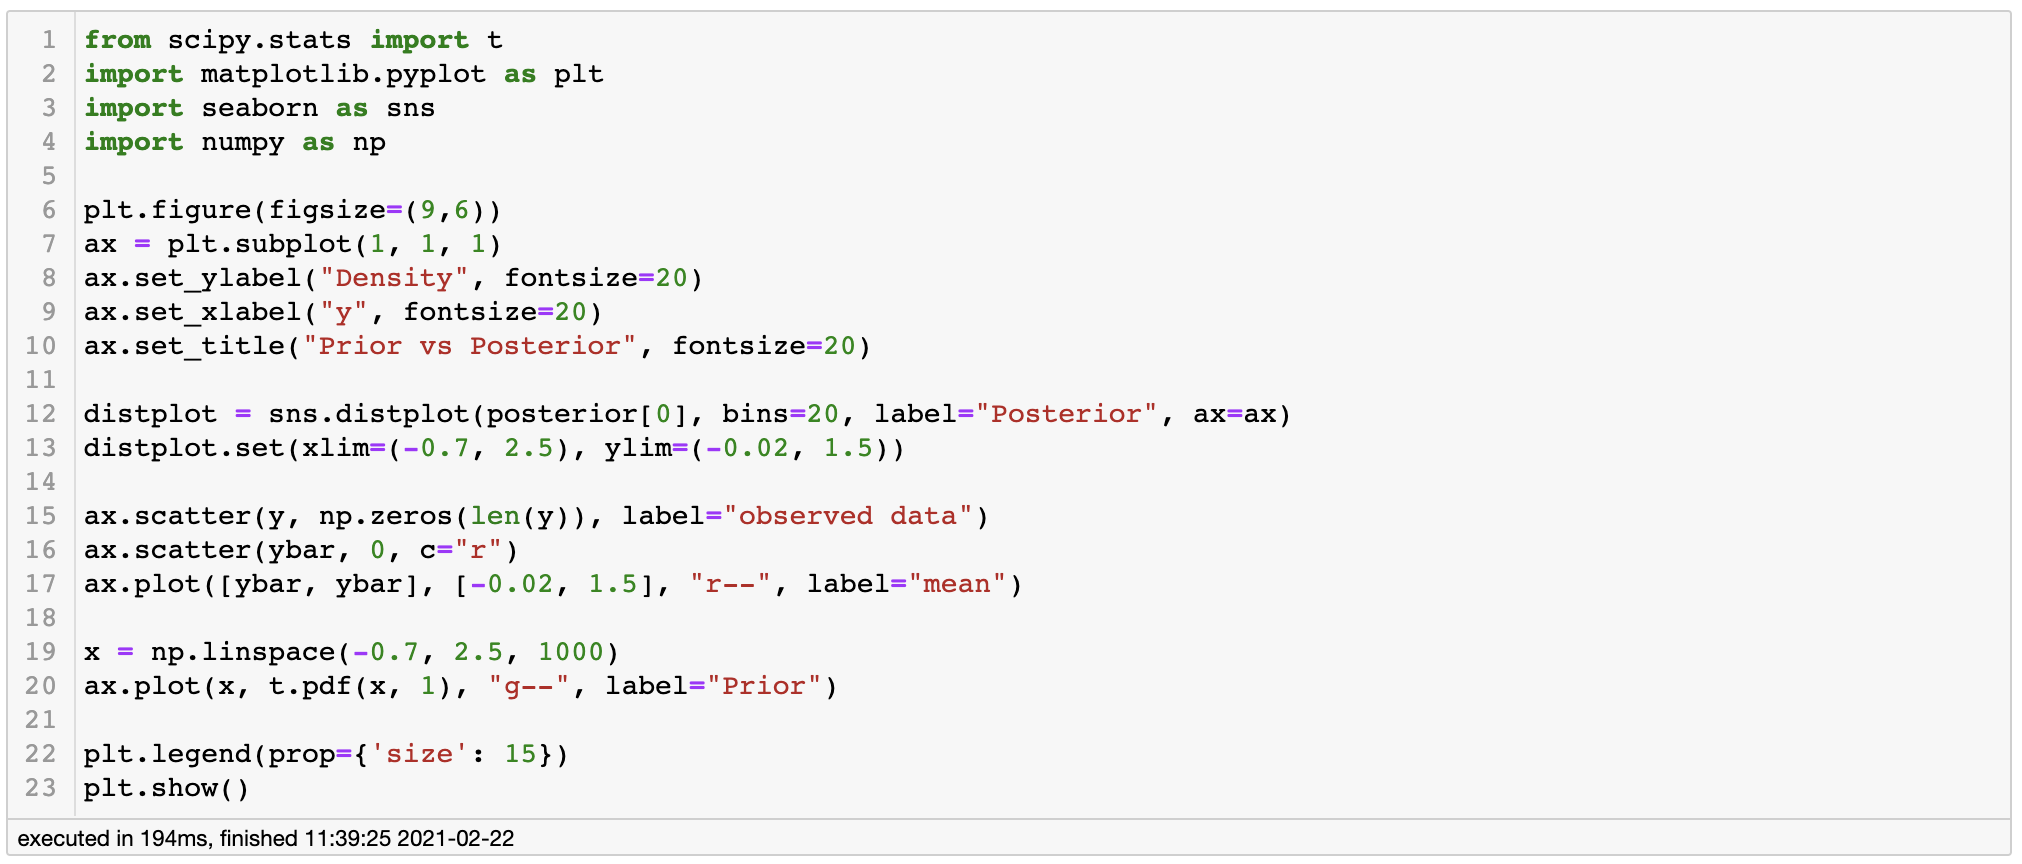 1 from scipy.stats import t
2 import matplotlib.pyplot as plt
3 import seaborn as sns
4 import numpy as np
5
6 plt.figure(figsize=(9,6))
7 ax = plt.subplot(1, 1, 1)
8 ax.set_ylabel("Density", fontsize=20)
9 ax.set_xlabel("y", fontsize=20)
10 ax.set_title("Prior vs Posterior", fontsize=20)
11
12 distplot = sns.distplot(posterior[0], bins=20, label="Posterior", ax=ax)
13 distplot.set(xlim=(-0.7, 2.5), ylim=(-0.02, 1.5))
14
15 ax.scatter(y, np.zeros(len(y)), label="observed data")
16 ax.scatter(ybar, 0, c="r")
17 ax.plot([ybar, ybar], [-0.02, 1.5], "r--", label="mean")
18
19 x = np.linspace(-0.7, 2.5, 1000)
20 ax.plot(x, t.pdf(x, 1), "g--", label="Prior")
21
22 plt.legend(prop={'size': 15})
23 plt.show()
executed in 194ms, finished 11:39:25 2021-02-22